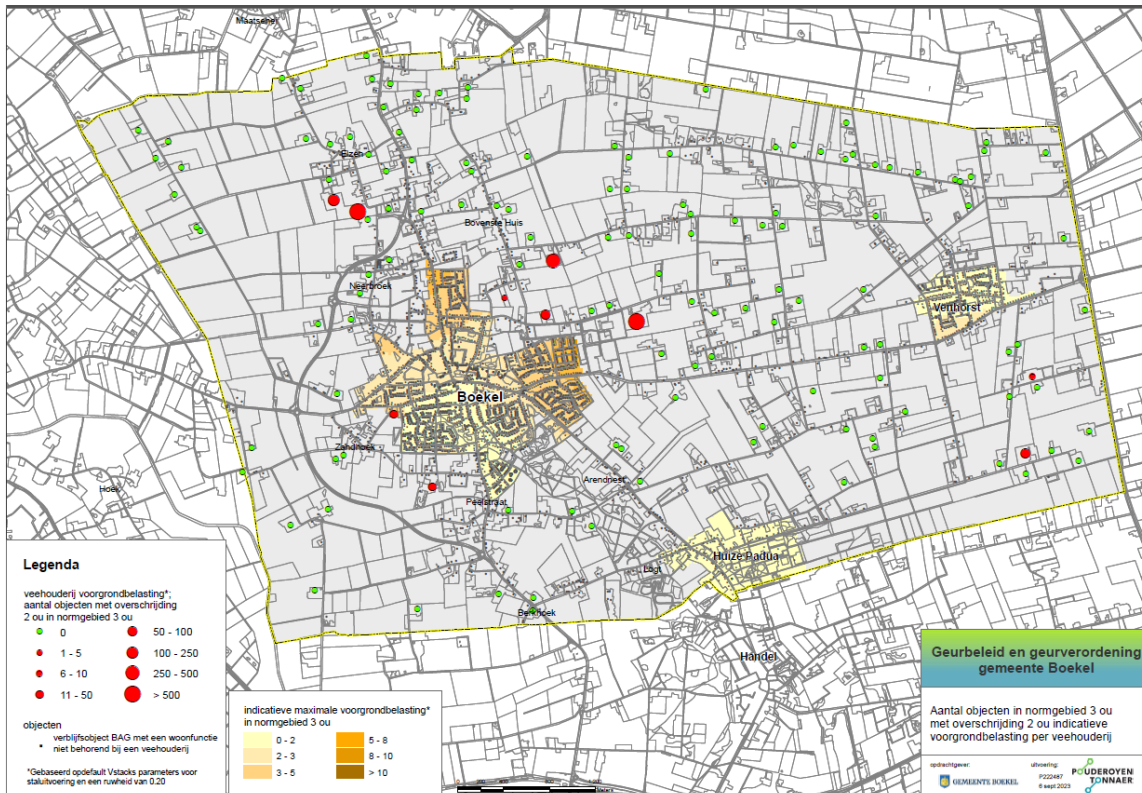 Maatsehei
Elzen
Bovenste Huis
Neerbroek
Venhorst
Boekel
Zandhoek
Arendnest
Hoek
Peelstraat
Huize Padua
Logt
Berkhoek
Handel
Legenda
veehouderij voorgrondbelasting*;
aantal objecten met overschrijding
2 ou in normgebied 3 ou
0 50 - 100
1 - 5 100 - 250
6 - 10 250 - 500
11 - 50 > 500
objecten
verblijfsobject BAG met een woonfunctie
niet behorend bij een veehouderij
*Gebaseerd opdefault Vstacks parameters voor
staluitvoering en een ruwheid van 0.20
indicatieve maximale voorgrondbelasting*
in normgebied 3 ou
0 - 2 5 - 8
2 - 3 8 - 10
3 - 5 > 10
Geurbeleid en geurverordening
gemeente Boekel
Aantal objecten in normgebied 3 ou
met overschrijding 2 ou indicatieve
voorgrondbelasting per veehouderij
opdrachtgever: uitvoering:
GEMEENTE BOEKEL
P222487
6 sept 2023
POUDEROYEN
TONNAER